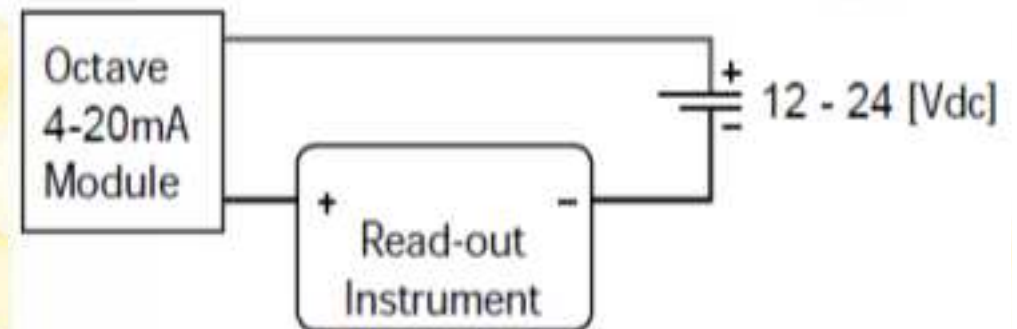 Octave
4-20mA
Module
+
12 - 24 [Vdc]
–
+ –
Read-out
Instrument